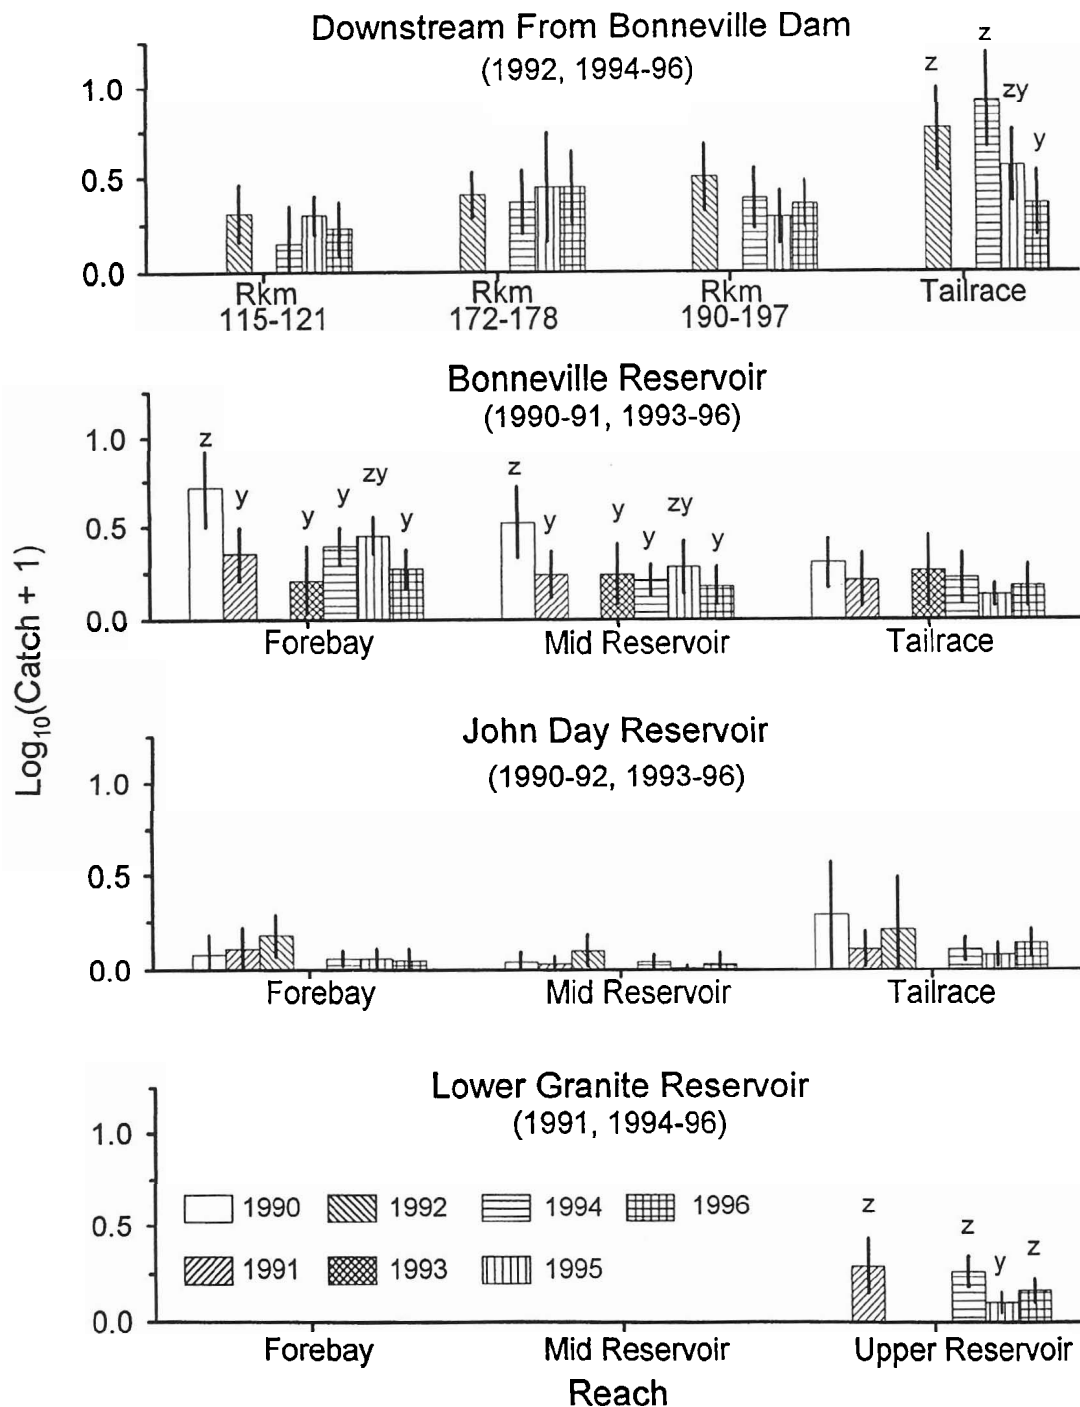 Downstream From Bonneville Dam
(1992, 1994-96)
z
z
zy
y
1.0
0.5
0.0
Rkm
115-121
Rkm
172-178
Rkm
190-197
Tailrace
Bonneville Reservoir
(1990-91, 1993-96)
z
y
y
y
zy
y
z
y
y
y
zy
y
1.0
0.5
0.0
Forebay
Mid Reservoir
Tailrace
Log10(Catch + 1)
John Day Reservoir
(1990-92, 1993-96)
1.0
0.5
0.0
Forebay
Mid Reservoir
Tailrace
Lower Granite Reservoir
(1991, 1994-96)
1.0
0.5
0.0
1990
1992
1994
1996
1991
1993
1995
z
z
y
z
Forebay
Mid Reservoir
Upper Reservoir
Reach